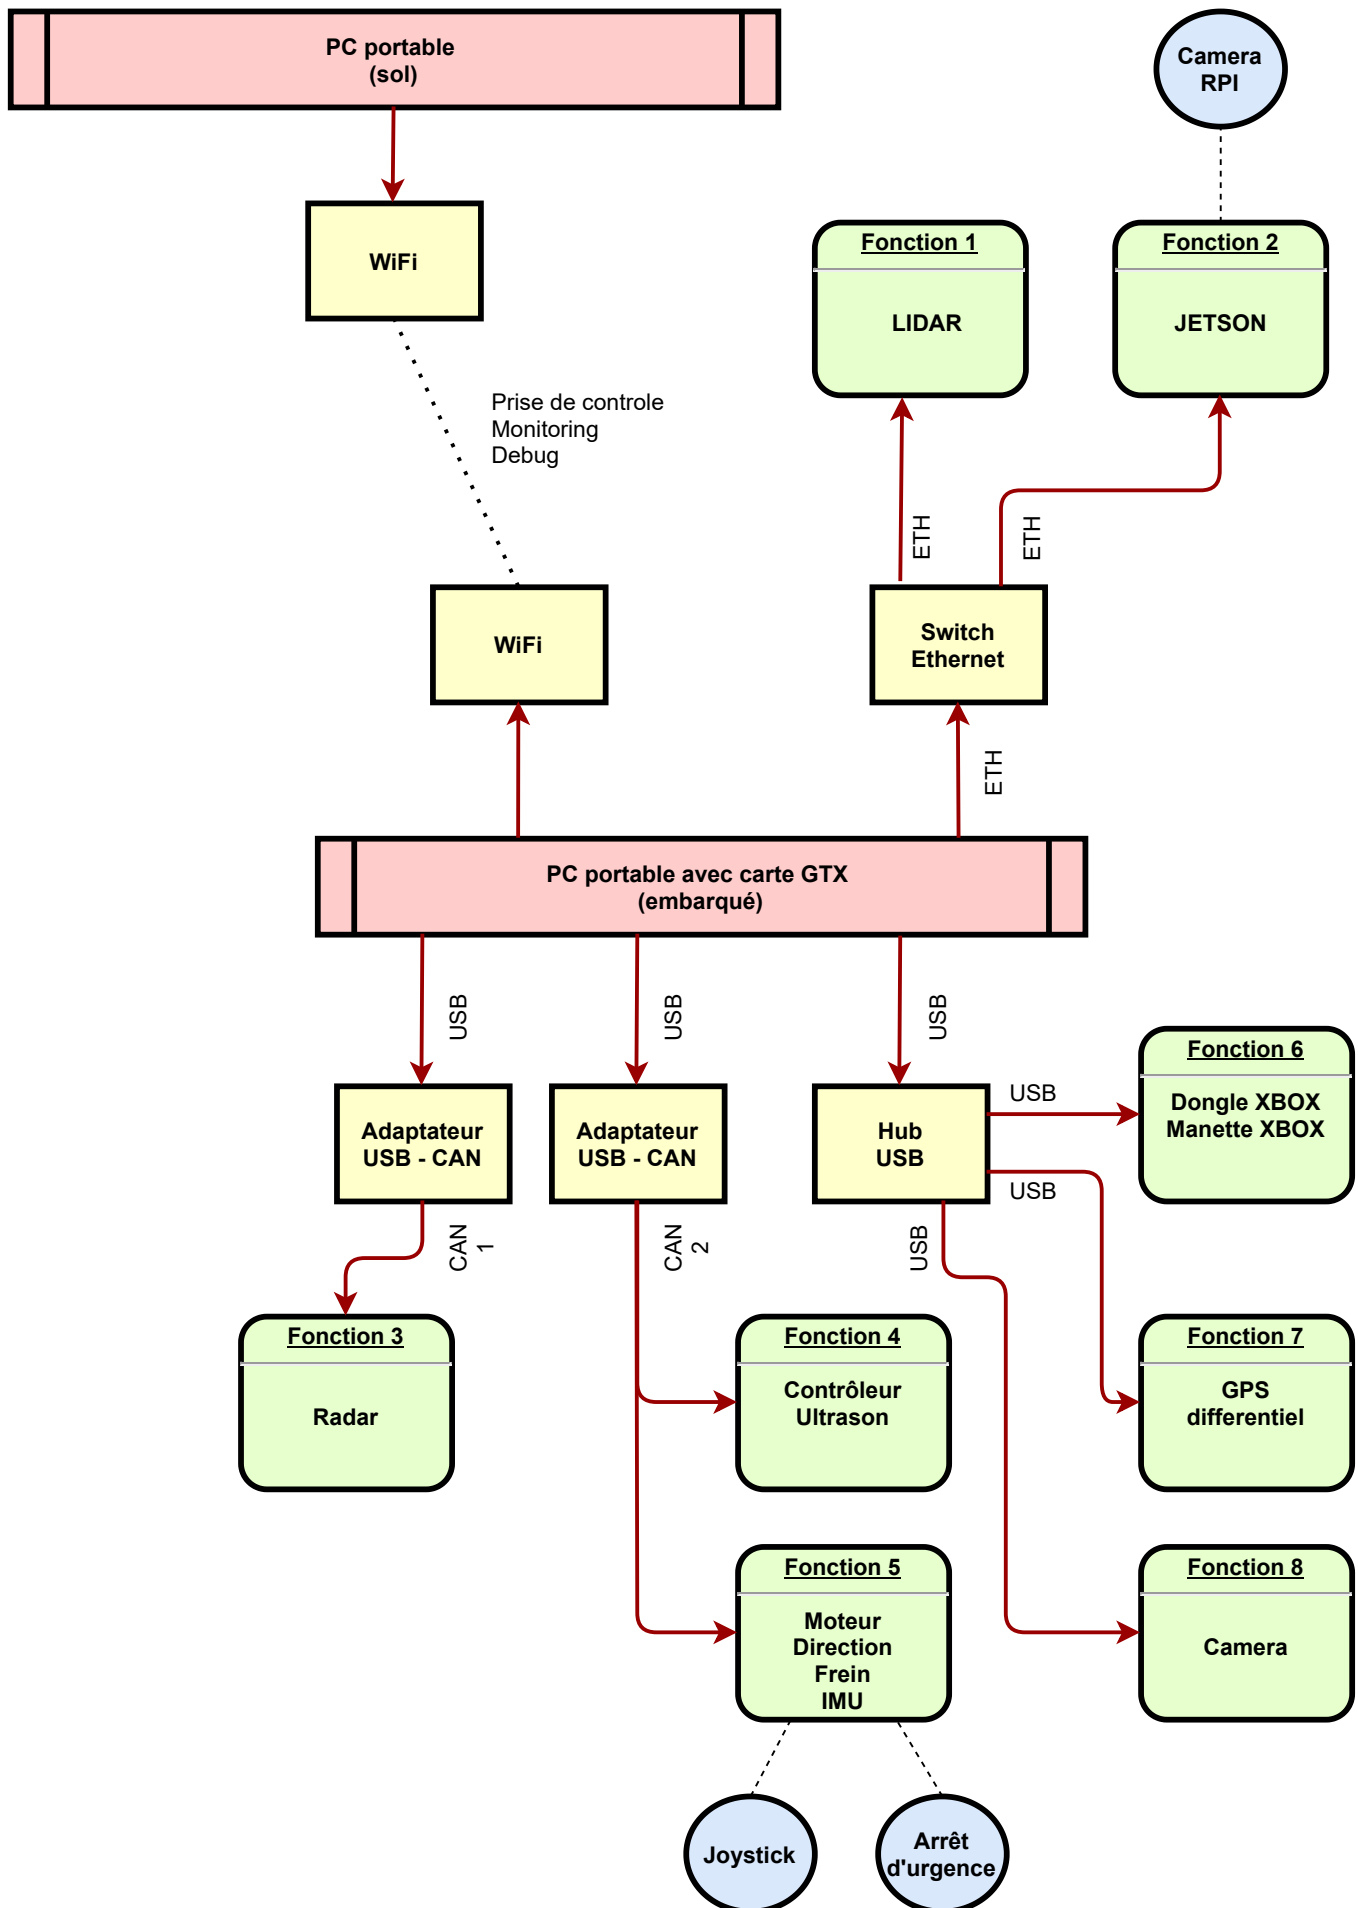 PC portable
(sol)
Camera
RPI
WiFi
Fonction 1
LIDAR
Fonction 2
JETSON
Prise de controle
Monitoring
Debug
ETH
ETH
WiFi
Switch
Ethernet
ETH
PC portable avec carte GTX
(embarqué)
USB
USB
USB
Adaptateur
USB - CAN
Adaptateur
USB - CAN
Hub
USB
USB
USB
USB
Fonction 6
Dongle XBOX
Manette XBOX
CAN
1
CAN
2
Fonction 3
Radar
Fonction 4
Contrôleur
Ultrason
Fonction 7
GPS
differentiel
Fonction 5
Moteur
Direction
Frein
IMU
Fonction 8
Camera
Joystick
Arrêt
d'urgence